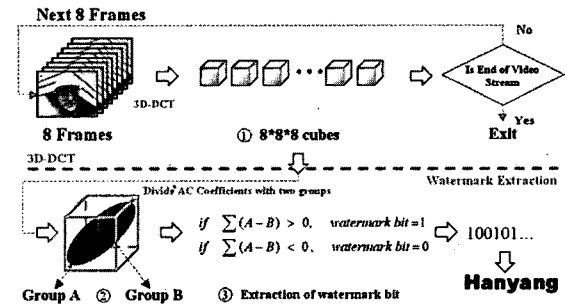 Next 8 Frames
No
Is End of Video
Stream
3D-DCT
Yes
8 Frames
① 8*8*8 cubes
Exit
3D-DCT
Watermark Extraction
Divide AC Coefficients with two groups
if ∑(A−B) > 0, watermark bit=1
if ∑(A−B) < 0, watermark bit=0
100101...
Group A ② Group B
③ Extraction of watermark bit
Hanyang